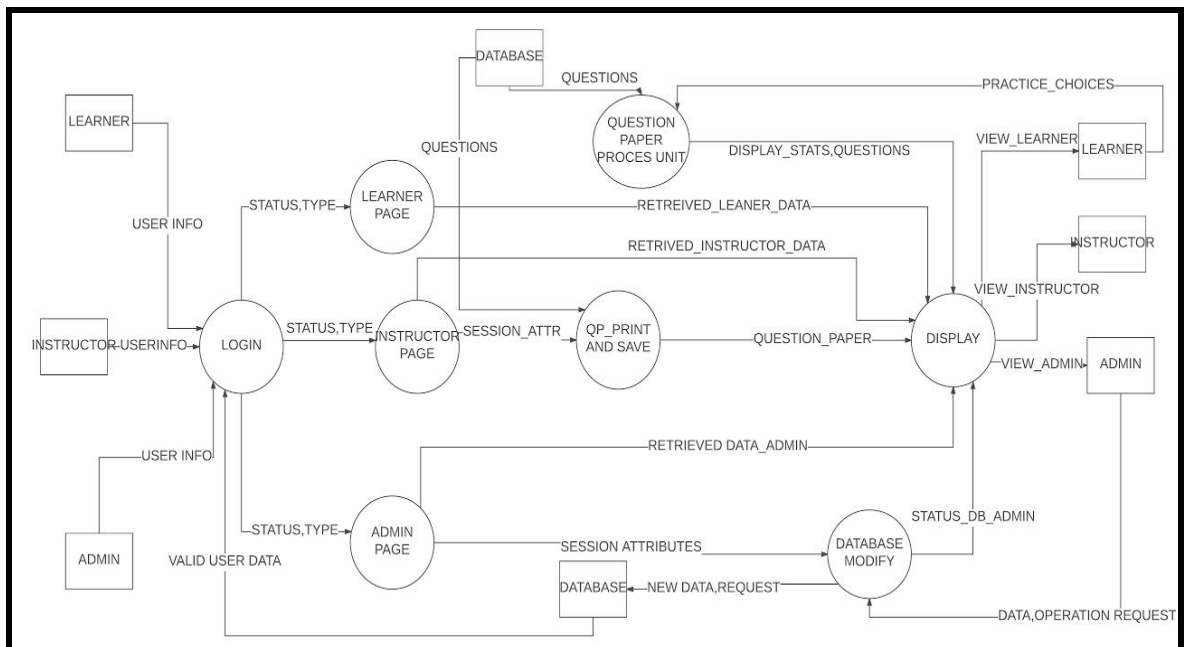 DATABASE
QUESTIONS
PRACTICE_CHOICES
LEARNER
QUESTION
PAPER
PROCES UNIT
VIEW_LEARNER
LEARNER
QUESTIONS
DISPLAY_STATS,QUESTIONS
LEARNER
PAGE
STATUS,TYPE
RETREIVED_LEANER_DATA
USER INFO
RETRIVED_INSTRUCTOR_DATA
INSTRUCTOR
VIEW_INSTRUCTOR
INSTRUCTOR
USERINFO
LOGIN
STATUS,TYPE
INSTRUCTOR
PAGE
SESSION_ATTR
QP_PRINT
AND SAVE
QUESTION_PAPER
DISPLAY
VIEW_ADMIN
ADMIN
USER INFO
RETRIEVED DATA_ADMIN
STATUS_DB_ADMIN
ADMIN
STATUS,TYPE
ADMIN
PAGE
SESSION ATTRIBUTES
DATABASE
MODIFY
VALID USER DATA
DATABASE
NEW DATA,REQUEST
DATA,OPERATION REQUEST